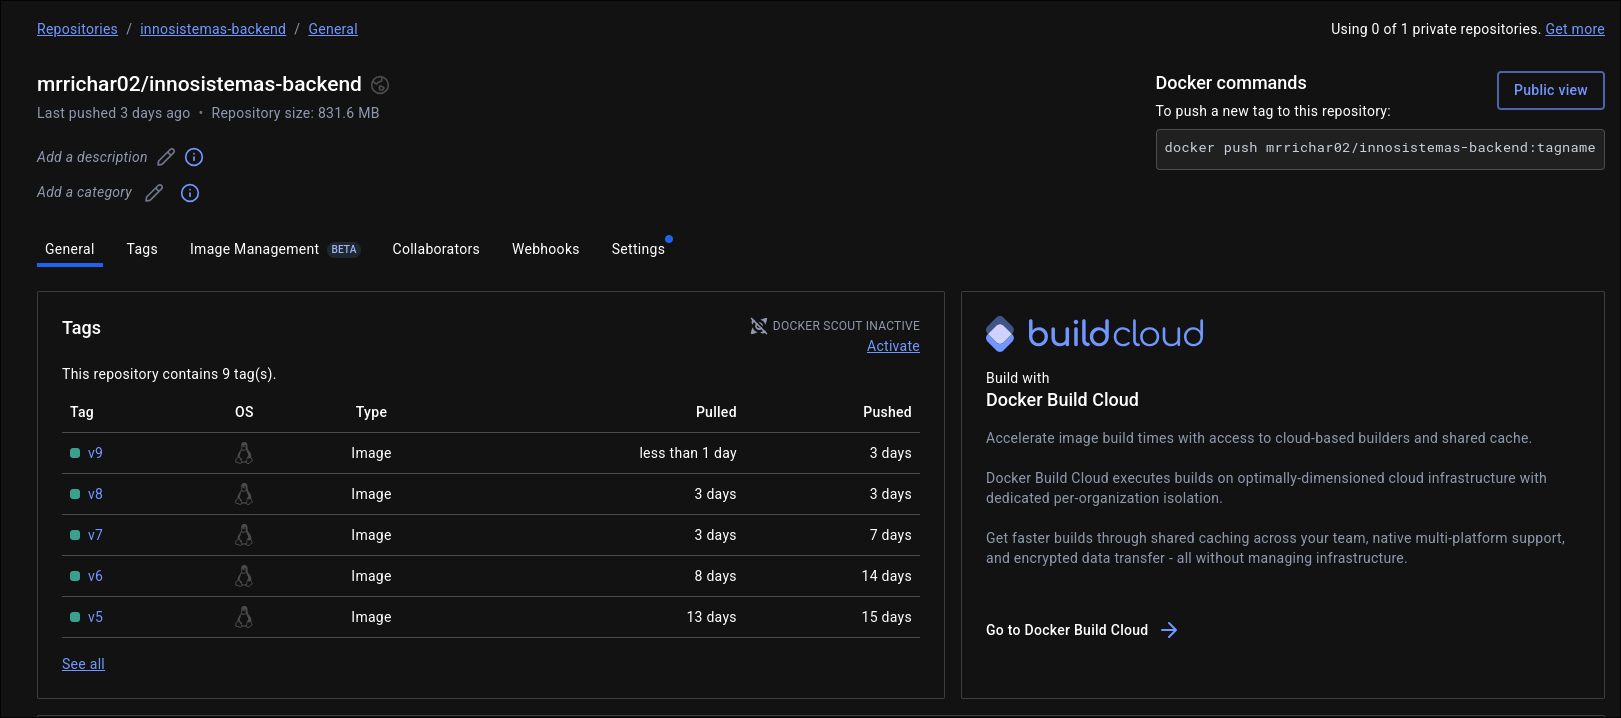 Repositories / innosistemas-backend / General
Using 0 of 1 private repositories. Get more
mrrichar02/innosistemas-backend
Last pushed 3 days ago • Repository size: 831.6 MB
Add a description
Add a category
Docker commands
Public view
To push a new tag to this repository:
docker push mrrichar02/innosistemas-backend:tagname
General Tags Image Management BETA Collaborators Webhooks Settings
Tags
DOCKER SCOUT INACTIVE
Activate
This repository contains 9 tag(s).
Tag OS Type Pulled Pushed
v9 Image less than 1 day 3 days
v8 Image 3 days 3 days
v7 Image 3 days 7 days
v6 Image 8 days 14 days
v5 Image 13 days 15 days
See all
buildcloud
Build with
Docker Build Cloud
Accelerate image build times with access to cloud-based builders and shared cache.
Docker Build Cloud executes builds on optimally-dimensioned cloud infrastructure with
dedicated per-organization isolation.
Get faster builds through shared caching across your team, native multi-platform support,
and encrypted data transfer - all without managing infrastructure.
Go to Docker Build Cloud